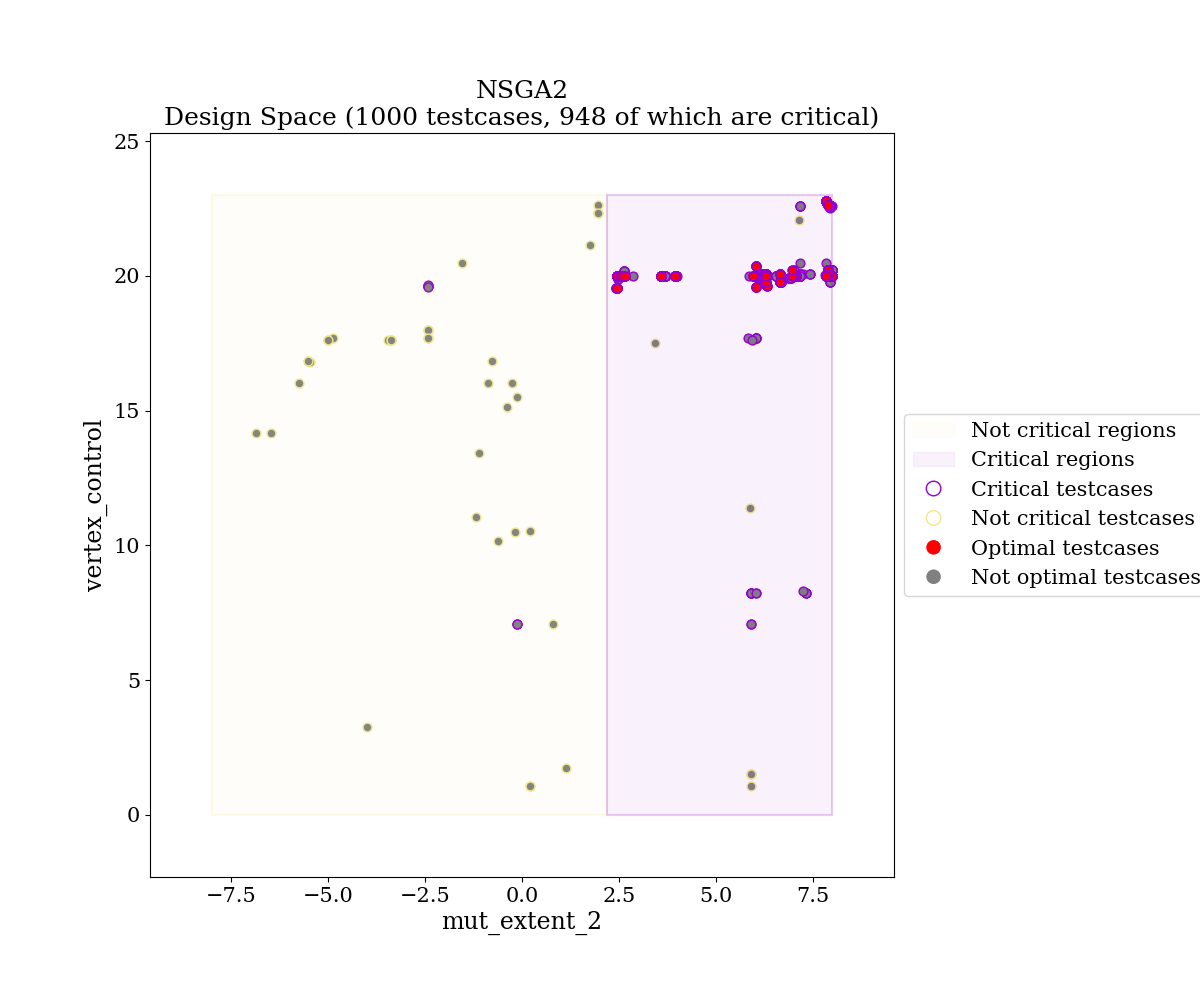 NSGA2
Design Space (1000 testcases, 948 of which are critical)
25
20
15
10
5
0
vertex_control
−7.5
−5.0
−2.5
0.0
2.5
5.0
7.5
mut_extent_2
Not critical regions
Critical regions
Critical testcases
Not critical testcases
Optimal testcases
Not optimal testcases